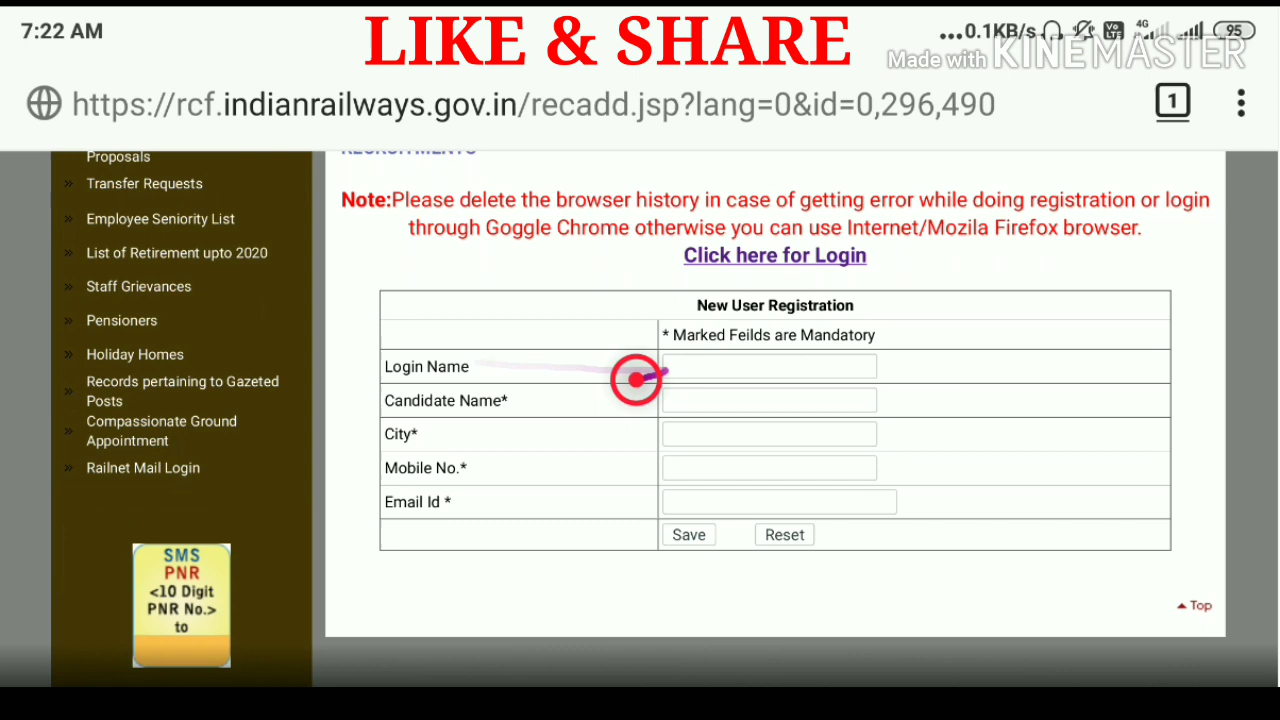 7:22 AM
LIKE & SHARE
...0.1KB/s
4G
Vo
LTE
95
Made with KINEMASTER
https://rcf.indianrailways.gov.in/recadd.jsp?lang=0&id=0,296,490
1
Proposals
Transfer Requests
Employee Seniority List
List of Retirement upto 2020
Staff Grievances
Pensioners
Holiday Homes
Records pertaining to Gazeted
Posts
Compassionate Ground
Appointment
Railnet Mail Login
SMS
PNR
<10 Digit
PNR No.>
to
RECRUITMENTS
Note:Please delete the browser history in case of getting error while doing registration or login
through Goggle Chrome otherwise you can use Internet/Mozila Firefox browser.
Click here for Login
New User Registration
* Marked Feilds are Mandatory
Login Name
Candidate Name*
City*
Mobile No.*
Email Id *
Save Reset
Top